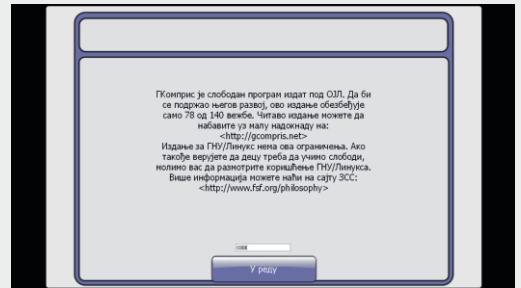 ГКомприс је слободан програм издат под ОЈЛ. Да би
се подржао његов развој, ово издање обезбеђује
само 78 од 140 вежбе. Читаво издање можете да
набавите уз малу надокнаду на:
<http://gcompris.net>
Издање за ГНУ/Линукс нема ова ограничења. Ако
такође верујете да децу треба да учимо слободи,
молимо вас да размотрите коришћење ГНУ/Линукса.
Више информација можете наћи на сајту ЗСС:
<http://www.fsf.org/philosophy>
У реду